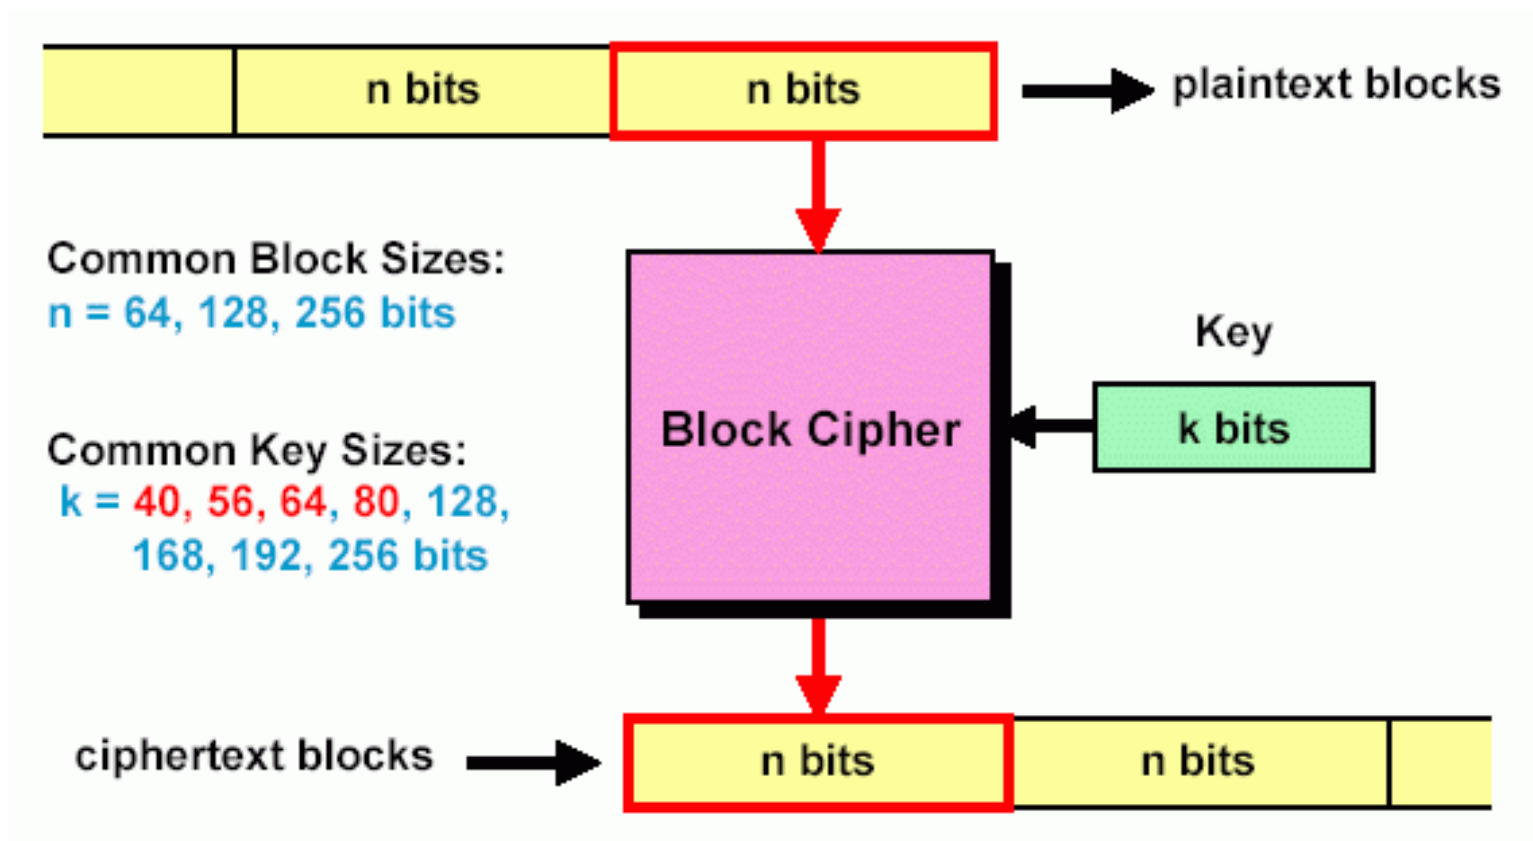 n bits
n bits
plaintext blocks
Common Block Sizes:
n = 64, 128, 256 bits
Key
Common Key Sizes:
k = 40, 56, 64, 80, 128,
168, 192, 256 bits
Block Cipher
k bits
ciphertext blocks
n bits
n bits